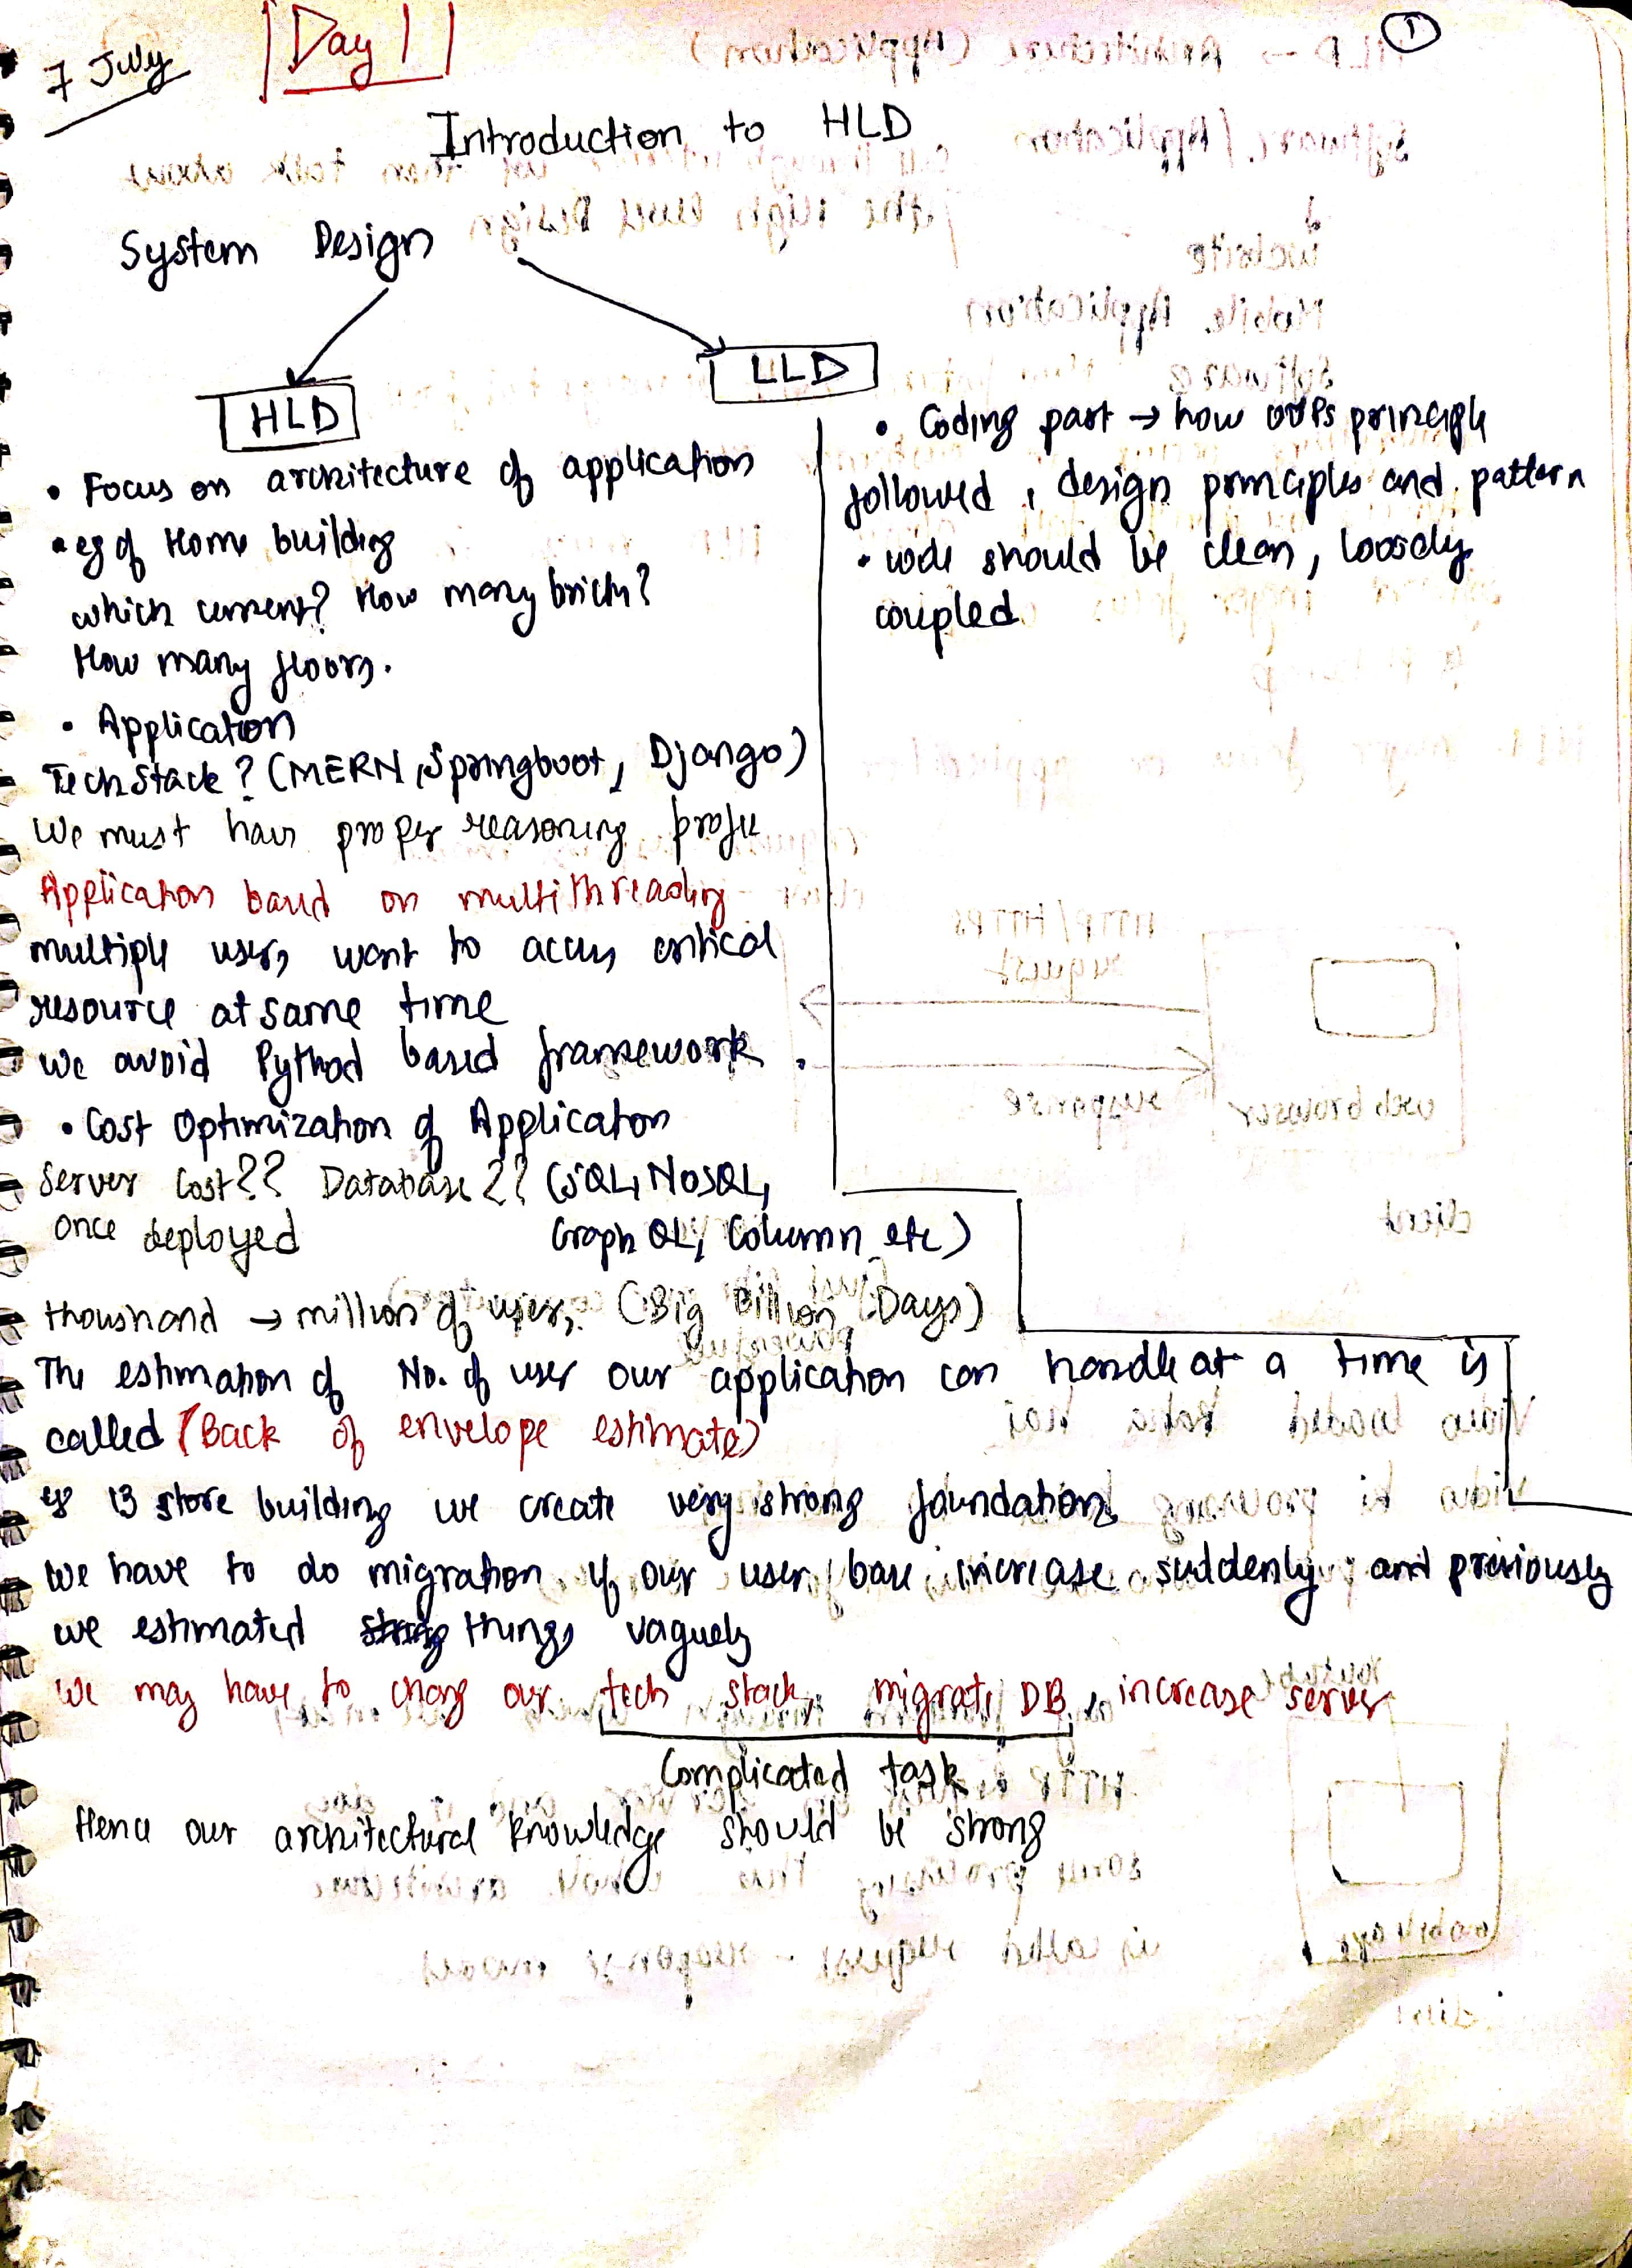 7 July
Day 1
1
Introduction to HLD
System Design
HLD
LLD
• Focus on architecture of application
• eg of Home building
which cement? How many bricks?
How many floors.
• Application
Tech Stack? (MERN, Springboot, Django)
We must have proper reasoning
Application based on multithreading
multiple users want to access critical
resource at same time
we avoid Python based framework.
• Cost Optimization of Application
Server Cost?? Database?? (SQL, NoSQL,
once deployed Graph QL, Column etc)
• Coding part → how OOPs principle
followed, design principles and pattern
• code should be clean, loosely
coupled
thoushand → million of users, (Big Billion Days)
The estimation of No. of user our application can handle at a time is
called (Back of envelope estimate)
eg 13 store building we create very strong foundation
we have to do migration if our user base increase suddenly and previously
we estimated things vaguely
We may have to chang our tech stack, migrate DB, increase server
Complicated task
Hence our architectural knowledge should be strong